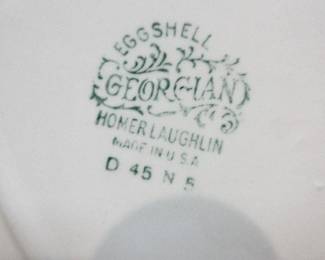 EGGSHELL
GEORGIAN
HOMER LAUGHLIN
MADE IN U.S.A
D 45 N 5